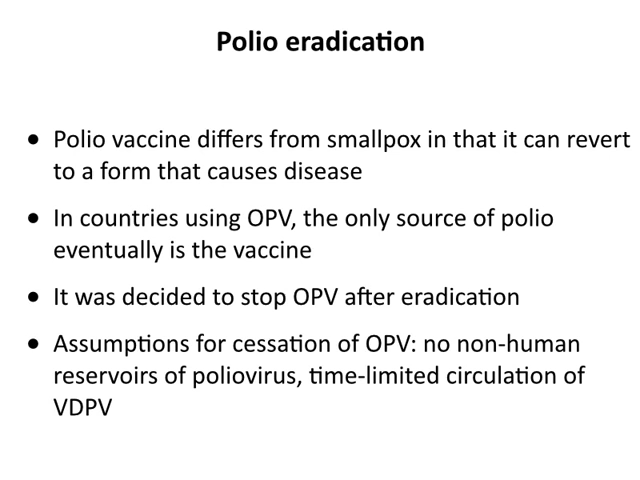 Polio eradication
• Polio vaccine differs from smallpox in that it can revert
to a form that causes disease
• In countries using OPV, the only source of polio
eventually is the vaccine
• It was decided to stop OPV after eradication
• Assumptions for cessation of OPV: no non-human
reservoirs of poliovirus, time-limited circulation of
VDPV